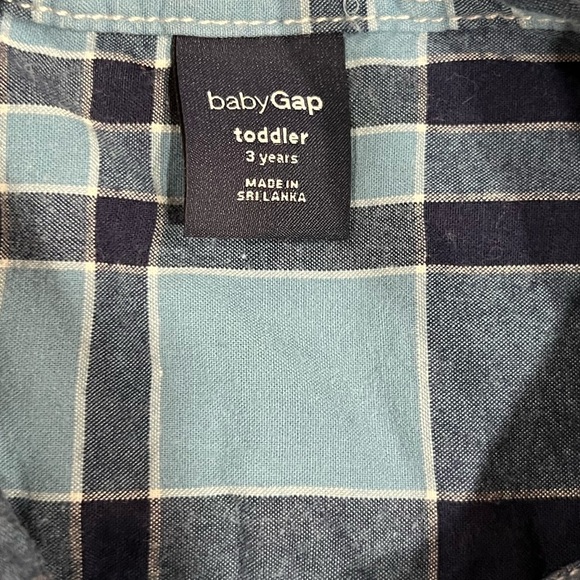 babyGap
toddler
3 years
MADE IN
SRI LANKA